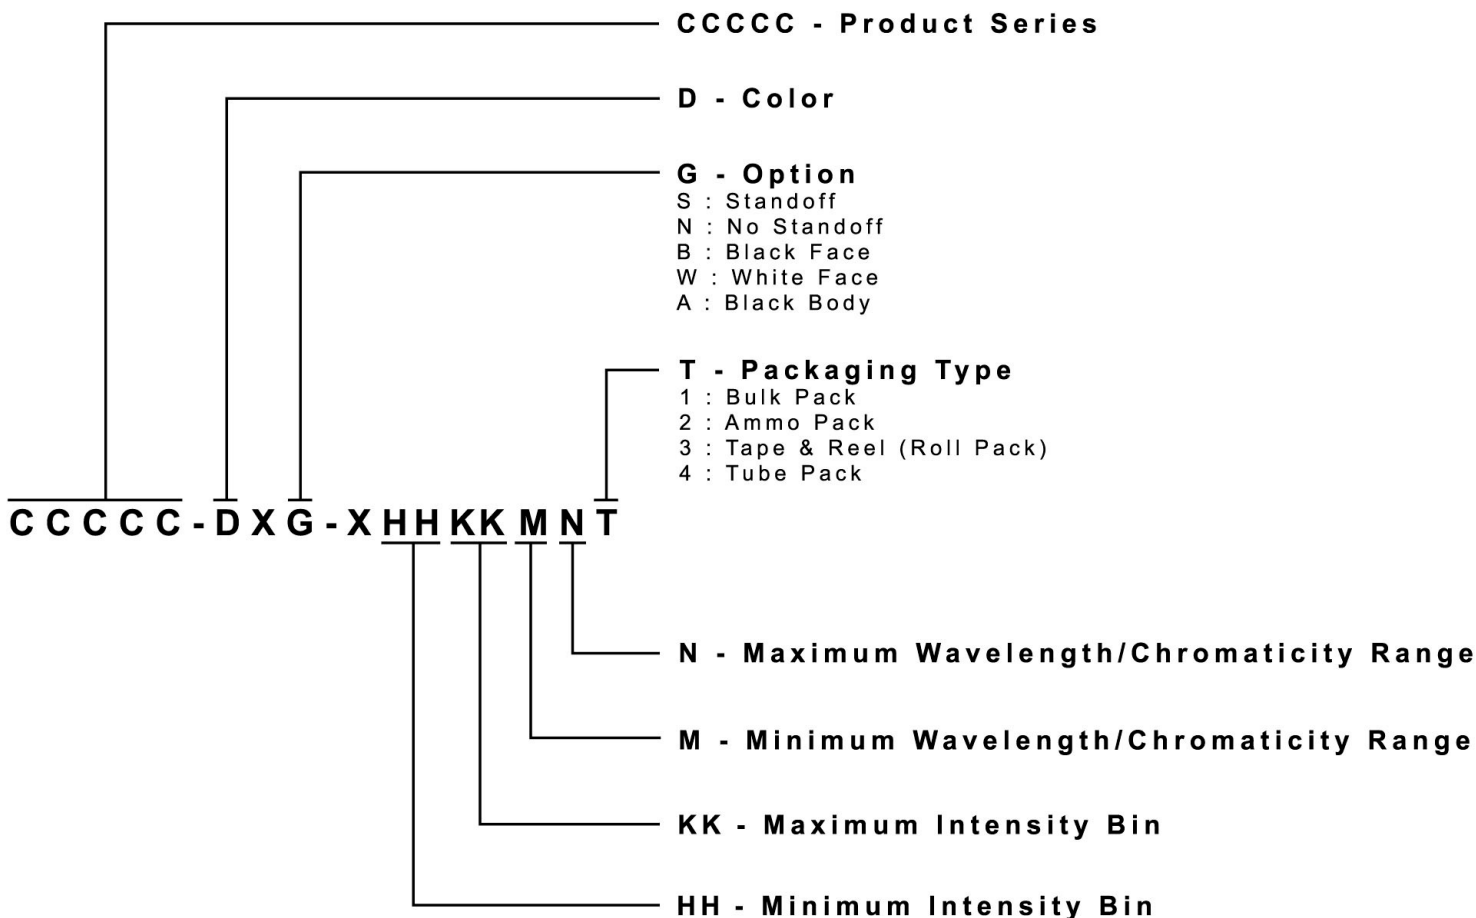 CCCCC - Product Series
D - Color
G - Option
S : Standoff
N : No Standoff
B : Black Face
W : White Face
A : Black Body
T - Packaging Type
1 : Bulk Pack
2 : Ammo Pack
3 : Tape & Reel (Roll Pack)
4 : Tube Pack
CCCCC-DXG-XHHKKMNT
N - Maximum Wavelength/Chromaticity Range
M - Minimum Wavelength/Chromaticity Range
KK - Maximum Intensity Bin
HH - Minimum Intensity Bin